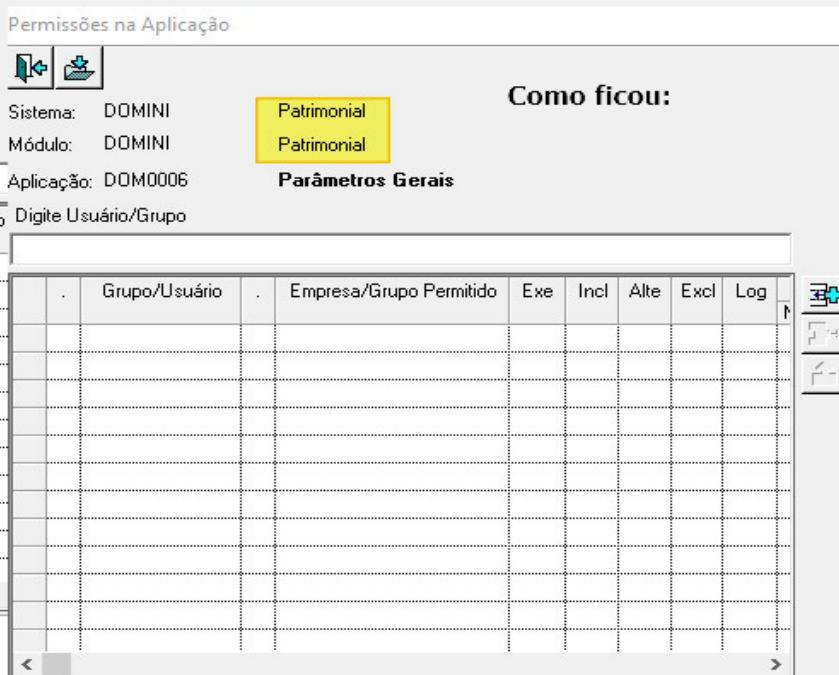 Permissões na Aplicação
Como ficou:
Sistema: DOMINI Patrimonial
Módulo: DOMINI Patrimonial
Aplicação: DOM0006 Parâmetros Gerais
Digite Usuário/Grupo
. Grupo/Usuário . Empresa/Grupo Permitido Exe Incl Alte Excl Log